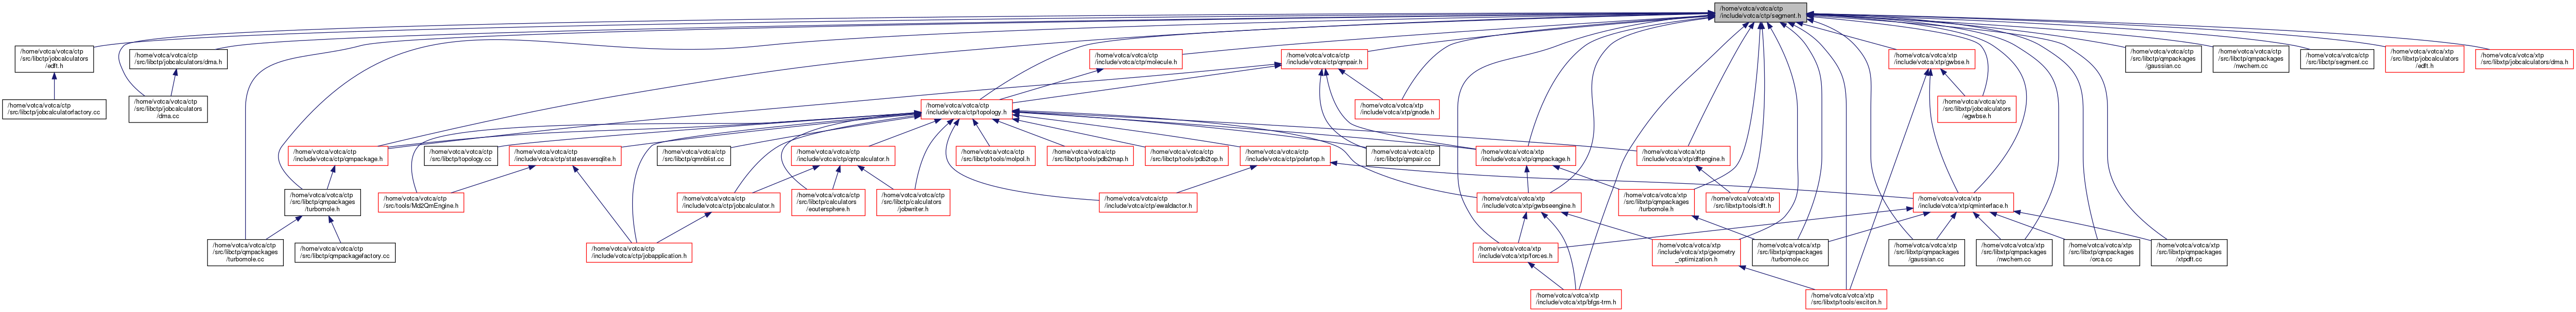 /home/votca/votca/ctp
/include/votca/ctp/segment.h
/home/votca/votca/ctp
/src/libctp/jobcalculators
/edft.h
/home/votca/votca/ctp
/src/libctp/jobcalculators/dma.h
/home/votca/votca/ctp
/include/votca/ctp/molecule.h
/home/votca/votca/ctp
/include/votca/ctp/qmpair.h
/home/votca/votca/xtp
/include/votca/xtp/gwbse.h
/home/votca/votca/ctp
/src/libctp/qmpackages
/gaussian.cc
/home/votca/votca/ctp
/src/libctp/qmpackages
/nwchem.cc
/home/votca/votca/ctp
/src/libctp/segment.cc
/home/votca/votca/xtp
/src/libxtp/jobcalculators
/edft.h
/home/votca/votca/xtp
/src/libxtp/jobcalculators/dma.h
/home/votca/votca/ctp
/src/libctp/jobcalculatorfactory.cc
/home/votca/votca/ctp
/src/libctp/jobcalculators
/dma.cc
/home/votca/votca/ctp
/include/votca/ctp/topology.h
/home/votca/votca/xtp
/include/votca/xtp/gnode.h
/home/votca/votca/xtp
/src/libxtp/jobcalculators
/egwbse.h
/home/votca/votca/ctp
/include/votca/ctp/qmpackage.h
/home/votca/votca/ctp
/src/libctp/topology.cc
/home/votca/votca/ctp
/include/votca/ctp/statesaversqlite.h
/home/votca/votca/ctp
/src/libctp/qmnblist.cc
/home/votca/votca/ctp
/include/votca/ctp/qmcalculator.h
/home/votca/votca/ctp
/src/libctp/tools/molpol.h
/home/votca/votca/ctp
/src/libctp/tools/pdb2map.h
/home/votca/votca/ctp
/src/libctp/tools/pdb2top.h
/home/votca/votca/ctp
/include/votca/ctp/polartop.h
/home/votca/votca/ctp
/src/libctp/qmpair.cc
/home/votca/votca/xtp
/include/votca/xtp/qmpackage.h
/home/votca/votca/xtp
/include/votca/xtp/dftengine.h
/home/votca/votca/ctp
/src/libctp/qmpackages
/turbomole.h
/home/votca/votca/ctp
/src/tools/Md2QmEngine.h
/home/votca/votca/ctp
/include/votca/ctp/jobcalculator.h
/home/votca/votca/ctp
/src/libctp/calculators
/eoutersphere.h
/home/votca/votca/ctp
/src/libctp/calculators
/jobwriter.h
/home/votca/votca/ctp
/include/votca/ctp/ewaldactor.h
/home/votca/votca/xtp
/include/votca/xtp/gwbseengine.h
/home/votca/votca/xtp
/src/libxtp/qmpackages
/turbomole.h
/home/votca/votca/xtp
/src/libxtp/tools/dft.h
/home/votca/votca/xtp
/include/votca/xtp/qminterface.h
/home/votca/votca/ctp
/src/libctp/qmpackages
/turbomole.cc
/home/votca/votca/ctp
/src/libctp/qmpackagefactory.cc
/home/votca/votca/ctp
/include/votca/ctp/jobapplication.h
/home/votca/votca/xtp
/include/votca/xtp/forces.h
/home/votca/votca/xtp
/include/votca/xtp/geometry
_optimization.h
/home/votca/votca/xtp
/src/libxtp/qmpackages
/turbomole.cc
/home/votca/votca/xtp
/src/libxtp/qmpackages
/gaussian.cc
/home/votca/votca/xtp
/src/libxtp/qmpackages
/nwchem.cc
/home/votca/votca/xtp
/src/libxtp/qmpackages
/orca.cc
/home/votca/votca/xtp
/src/libxtp/qmpackages
/xtpdft.cc
/home/votca/votca/xtp
/include/votca/xtp/bfgs-trm.h
/home/votca/votca/xtp
/src/libxtp/tools/exciton.h